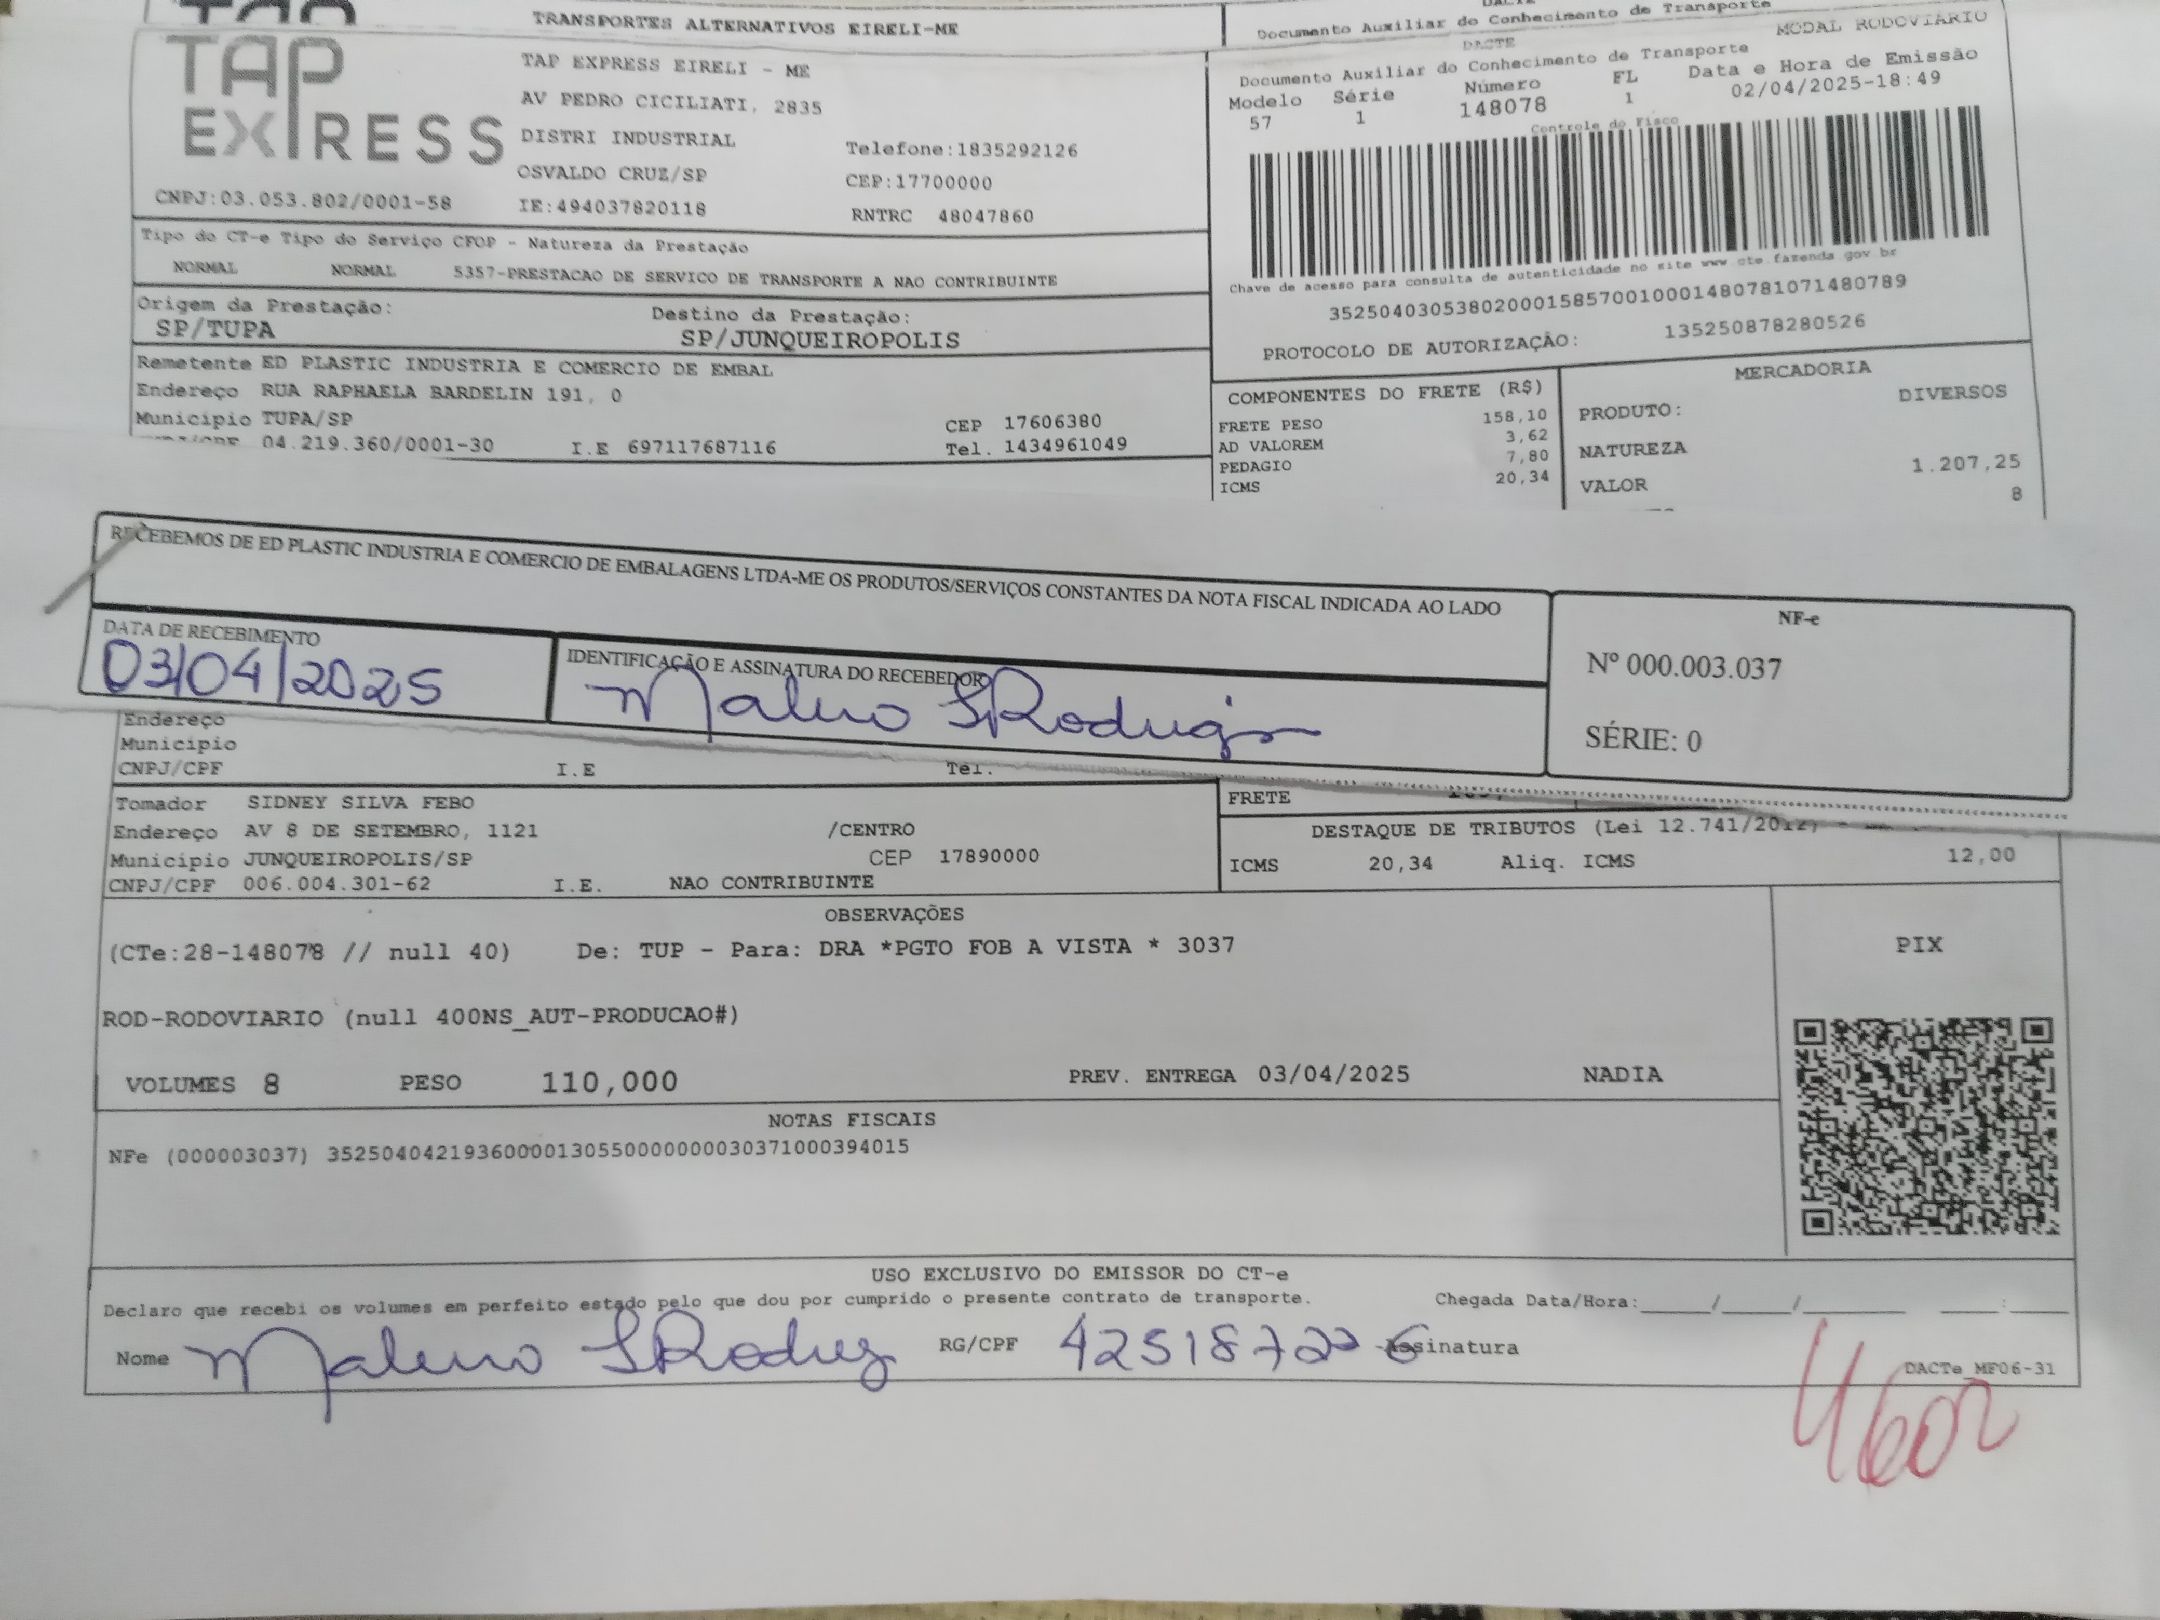 TRANSPORTES ALTERNATIVOS EIRELI-ME
Documento Auxiliar do Conhecimento de Transporte
MODAL RODOVIARIO
TAP EXPRESS
TAP EXPRESS EIRELI - ME
AV PEDRO CICILIATI, 2835
DISTRI INDUSTRIAL
Telefone:1835292126
OSVALDO CRUZ/SP
CEP:17700000
CNPJ:03.053.802/0001-58
IE:494037820118
RNTRC 48047860
DACTE
Documento Auxiliar do Conhecimento de Transporte
Modelo Série Número FL Data e Hora de Emissão
57 1 148078 1 02/04/2025-18:49
Controle do Fisco
Chave de acesso para consulta de autenticidade no site www.cte.fazenda.gov.br
35250403053802000158570010001480781071480789
PROTOCOLO DE AUTORIZAÇÃO: 135250878280526
Tipo do CT-e Tipo do Serviço CFOP - Natureza da Prestação
NORMAL NORMAL 5357-PRESTACAO DE SERVICO DE TRANSPORTE A NAO CONTRIBUINTE
Origem da Prestação: Destino da Prestação:
SP/TUPA SP/JUNQUEIROPOLIS
Remetente ED PLASTIC INDUSTRIA E COMERCIO DE EMBAL
Endereço RUA RAPHAELA BARDELIN 191, 0
Município TUPA/SP CEP 17606380
04.219.360/0001-30 I.E 697117687116 Tel. 1434961049
COMPONENTES DO FRETE (R$)
FRETE PESO 158,10
AD VALOREM 3,62
PEDAGIO 7,80
ICMS 20,34
MERCADORIA
PRODUTO: DIVERSOS
NATUREZA
VALOR 1.207,25
8
RECEBEMOS DE ED PLASTIC INDUSTRIA E COMERCIO DE EMBALAGENS LTDA-ME OS PRODUTOS/SERVIÇOS CONSTANTES DA NOTA FISCAL INDICADA AO LADO
DATA DE RECEBIMENTO
03/04/2025
IDENTIFICAÇÃO E ASSINATURA DO RECEBEDOR
NF-e
Nº 000.003.037
SÉRIE: 0
Endereço
Município
CNPJ/CPF I.E Tel.
Tomador SIDNEY SILVA FEBO
Endereço AV 8 DE SETEMBRO, 1121 /CENTRO
Município JUNQUEIROPOLIS/SP CEP 17890000
CNPJ/CPF 006.004.301-62 I.E. NAO CONTRIBUINTE
FRETE
DESTAQUE DE TRIBUTOS (Lei 12.741/2012)
ICMS 20,34 Aliq. ICMS 12,00
OBSERVAÇÕES
(CTe:28-148078 // null 40) De: TUP - Para: DRA *PGTO FOB A VISTA * 3037
ROD-RODOVIARIO (null 400NS_AUT-PRODUCAO#)
VOLUMES 8 PESO 110,000 PREV. ENTREGA 03/04/2025 NADIA
PIX
NOTAS FISCAIS
NFe (000003037) 35250404219360000130550000000030371000394015
USO EXCLUSIVO DO EMISSOR DO CT-e
Declaro que recebi os volumes em perfeito estado pelo que dou por cumprido o presente contrato de transporte. Chegada Data/Hora:
Nome RG/CPF Assinatura
DACTe_MF06-31